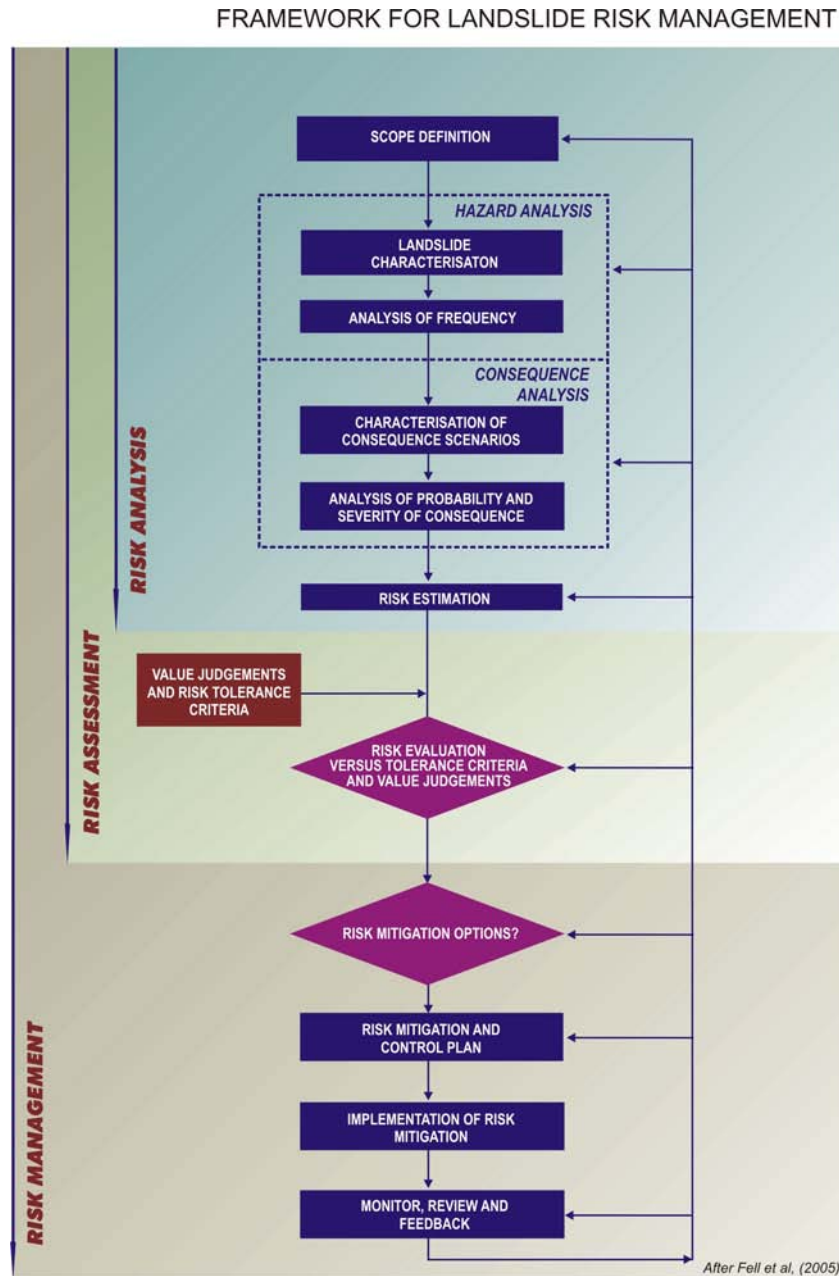 FRAMEWORK FOR LANDSLIDE RISK MANAGEMENT
SCOPE DEFINITION
HAZARD ANALYSIS
LANDSLIDE
CHARACTERISATON
ANALYSIS OF FREQUENCY
CONSEQUENCE
ANALYSIS
CHARACTERISATION OF
CONSEQUENCE SCENARIOS
ANALYSIS OF PROBABILITY AND
SEVERITY OF CONSEQUENCE
RISK ESTIMATION
RISK ANALYSIS
VALUE JUDGEMENTS
AND RISK TOLERANCE
CRITERIA
RISK EVALUATION
VERSUS TOLERANCE CRITERIA
AND VALUE JUDGEMENTS
RISK ASSESSMENT
RISK MITIGATION OPTIONS?
RISK MITIGATION AND
CONTROL PLAN
IMPLEMENTATION OF RISK
MITIGATION
MONITOR, REVIEW AND
FEEDBACK
RISK MANAGEMENT
After Fell et al, (2005)